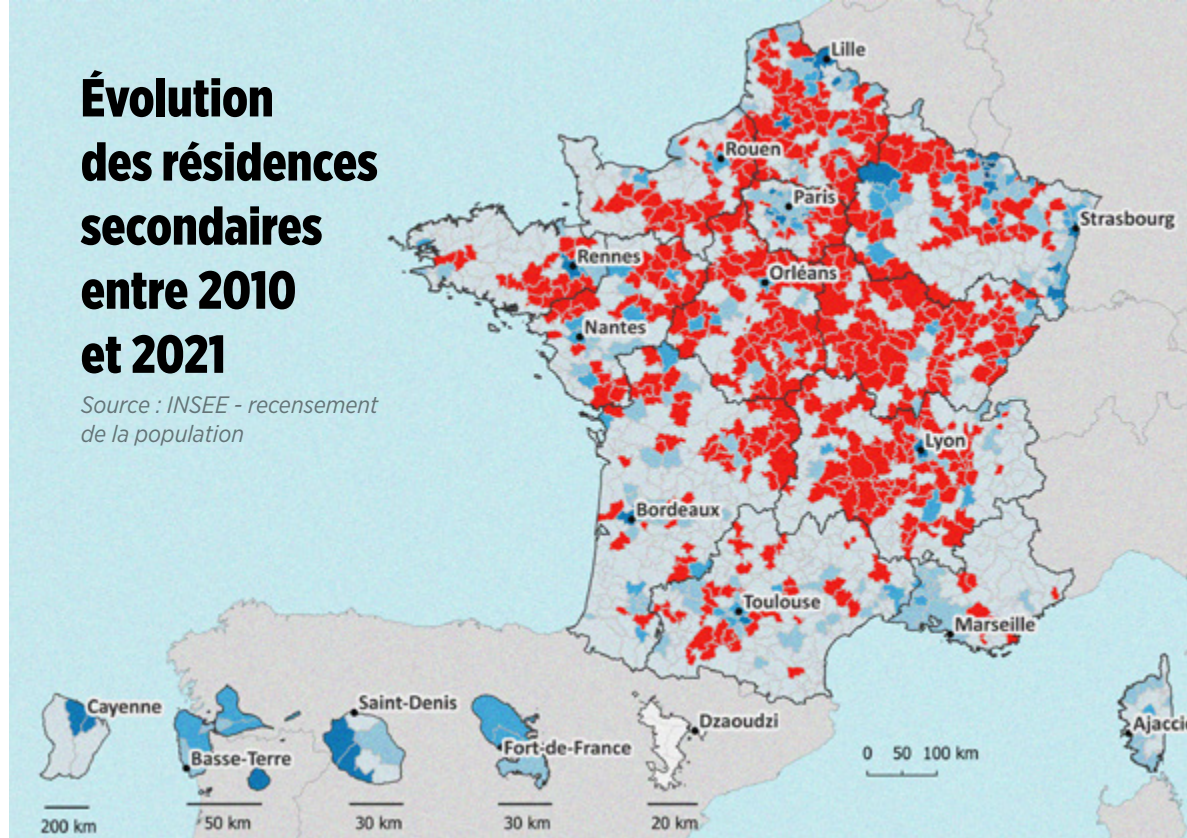 Évolution
des résidences
secondaires
entre 2010
et 2021
Source : INSEE - recensement
de la population
Lille
Rouen
Paris
Strasbourg
Rennes
Orléans
Nantes
Lyon
Bordeaux
Toulouse
Marseille
Ajaccio
Cayenne
Saint-Denis
Dzaoudzi
Fort-de-France
Basse-Terre
0 50 100 km
200 km
50 km
30 km
30 km
20 km